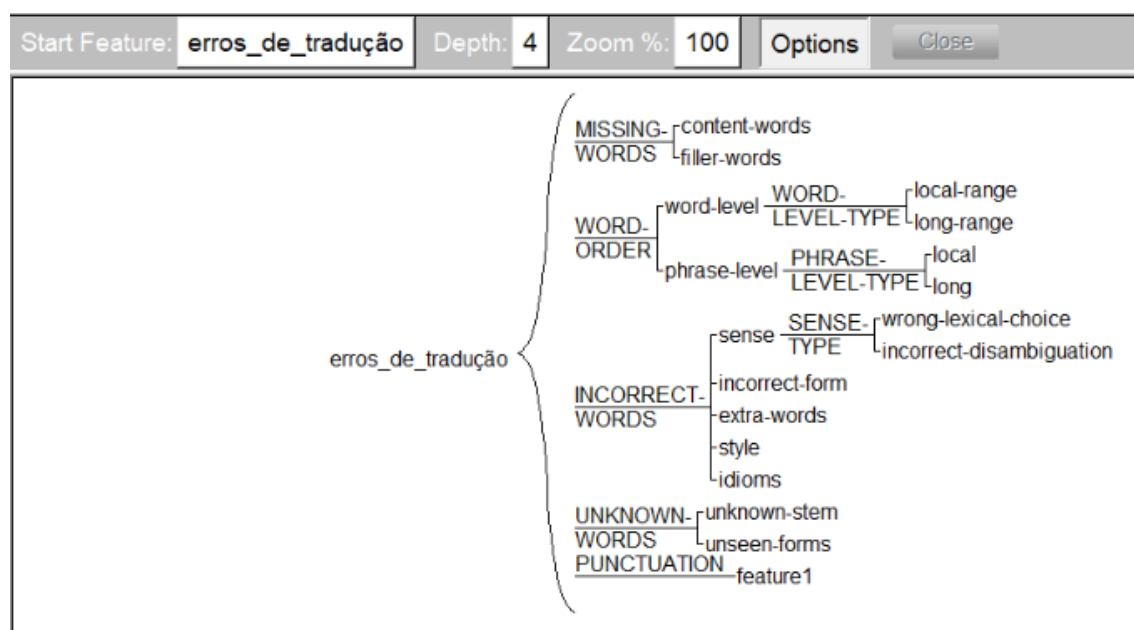 Start Feature: erros_de_tradução Depth: 4 Zoom %: 100 Options Close
MISSING-
WORDS
content-words
filler-words
WORD-
ORDER
word-level
WORD-
LEVEL-TYPE
local-range
long-range
phrase-level
PHRASE-
LEVEL-TYPE
local
long
erros_de_tradução
INCORRECT-
WORDS
sense
SENSE-
TYPE
wrong-lexical-choice
incorrect-disambiguation
incorrect-form
extra-words
style
idioms
UNKNOWN-
WORDS
unknown-stem
unseen-forms
PUNCTUATION
feature1